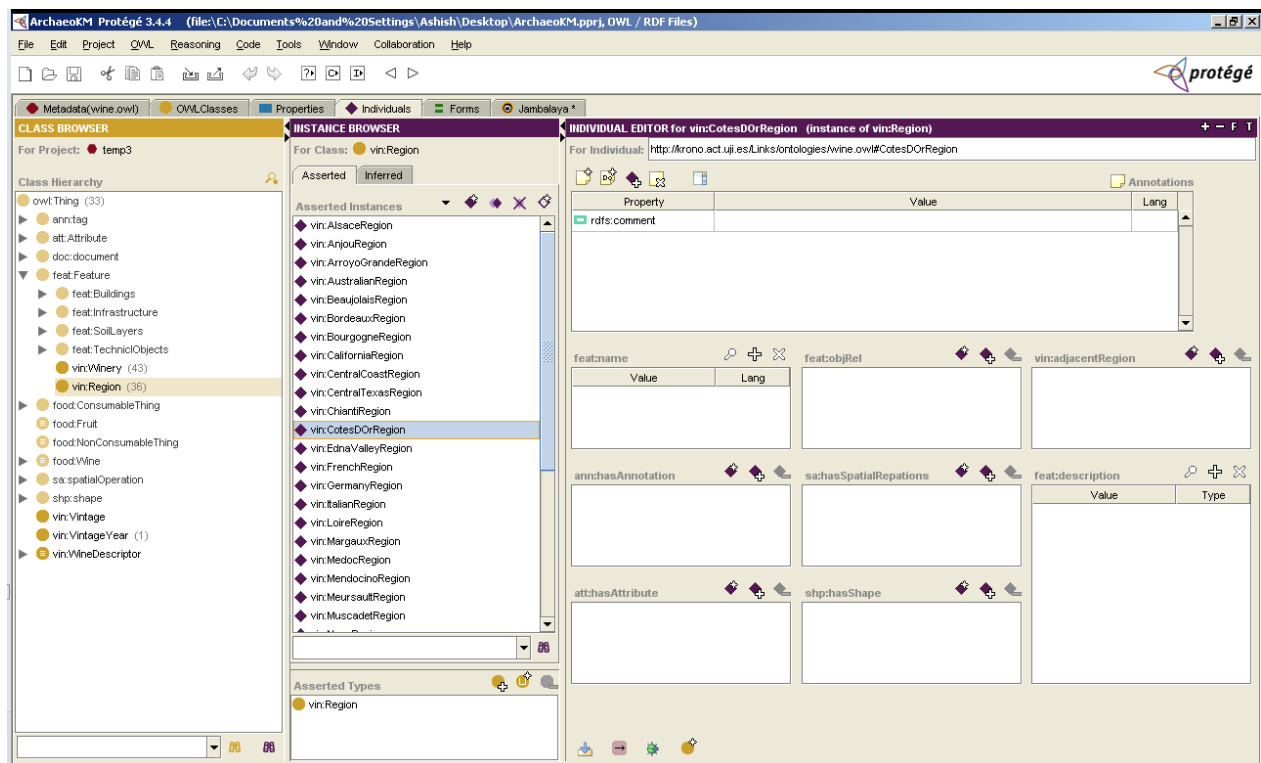 ArchaeoKM Protégé 3.4.4 (file:\C:\Documents%20and%20Settings\Ashish\Desktop\ArchaeoKM.pprj, OWL / RDF Files)
File Edit Project OWL Reasoning Code Tools Window Collaboration Help
protégé
Metadata(wine.owl) OWLClasses Properties Individuals Forms Jambalaya *
CLASS BROWSER
For Project: temp3
Class Hierarchy
owl:Thing (33)
ann:tag
att:Attribute
doc:document
feat:Feature
feat:Buildings
feat:Infrastructure
feat:SoilLayers
feat:TechniclObjects
vin:Winery (43)
vin:Region (36)
food:ConsumableThing
food:Fruit
food:NonConsumableThing
food:Wine
sa:spatialOperation
shp:shape
vin:Vintage
vin:VintageYear (1)
vin:WineDescriptor
INSTANCE BROWSER
For Class: vin:Region
Asserted Inferred
Asserted Instances
vin:AlsaceRegion
vin:AnjouRegion
vin:ArroyoGrandeRegion
vin:AustralianRegion
vin:BeaujolaisRegion
vin:BordeauxRegion
vin:BourgogneRegion
vin:CaliforniaRegion
vin:CentralCoastRegion
vin:CentralTexasRegion
vin:ChiantiRegion
vin:CotesDOrRegion
vin:EdnaValleyRegion
vin:FrenchRegion
vin:GermanyRegion
vin:ItalianRegion
vin:LoireRegion
vin:MargauxRegion
vin:MedocRegion
vin:MendocinoRegion
vin:MeursaultRegion
vin:MuscadetRegion
Asserted Types
vin:Region
INDIVIDUAL EDITOR for vin:CotesDOrRegion (instance of vin:Region) + − F T
For Individual: http://krono.act.uji.es/Links/ontologies/wine.owl#CotesDOrRegion
Annotations
Property Value Lang
rdfs:comment
feat:name feat:objRel vin:adjacentRegion
Value Lang
ann:hasAnnotation sa:hasSpatialRepations feat:description
Value Type
att:hasAttribute shp:hasShape